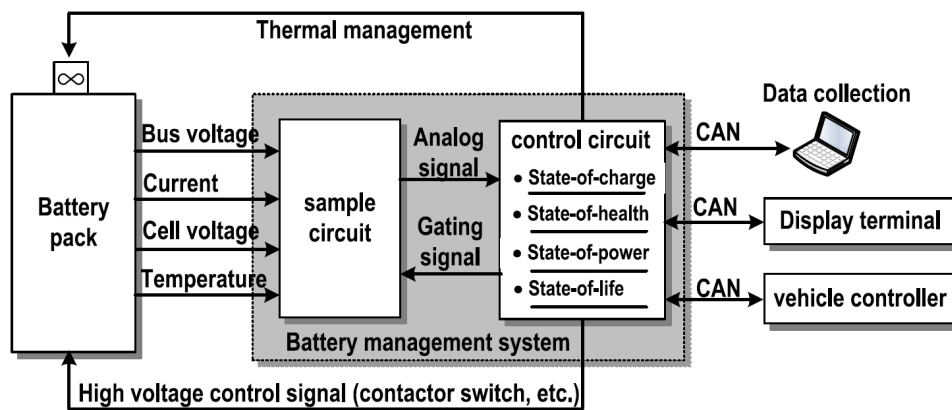 Thermal management
∞
Battery
pack
Bus voltage
Current
Cell voltage
Temperature
sample
circuit
Analog
signal
Gating
signal
control circuit
• State-of-charge
• State-of-health
• State-of-power
• State-of-life
Battery management system
High voltage control signal (contactor switch, etc.)
Data collection
CAN
CAN
Display terminal
CAN
vehicle controller